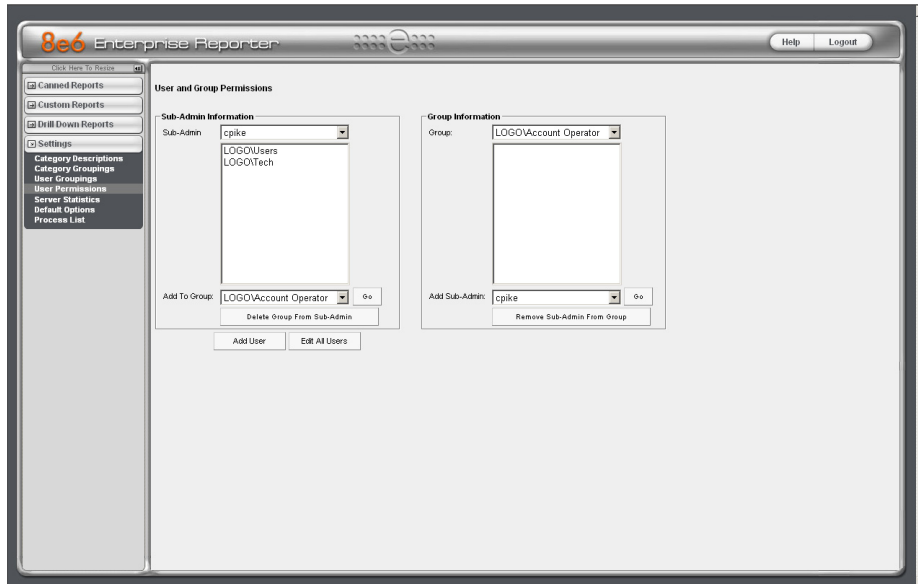 8e6 Enterprise Reporter
Help
Logout
Click Here To Resize
Canned Reports
Custom Reports
Drill Down Reports
Settings
Category Descriptions
Category Groupings
User Groupings
User Permissions
Server Statistics
Default Options
Process List
User and Group Permissions
Sub-Admin Information
Sub-Admin
cpike
LOGO\Users
LOGO\Tech
Add To Group:
LOGO\Account Operator
Go
Delete Group From Sub-Admin
Add User
Edit All Users
Group Information
Group:
LOGO\Account Operator
Add Sub-Admin:
cpike
Go
Remove Sub-Admin From Group